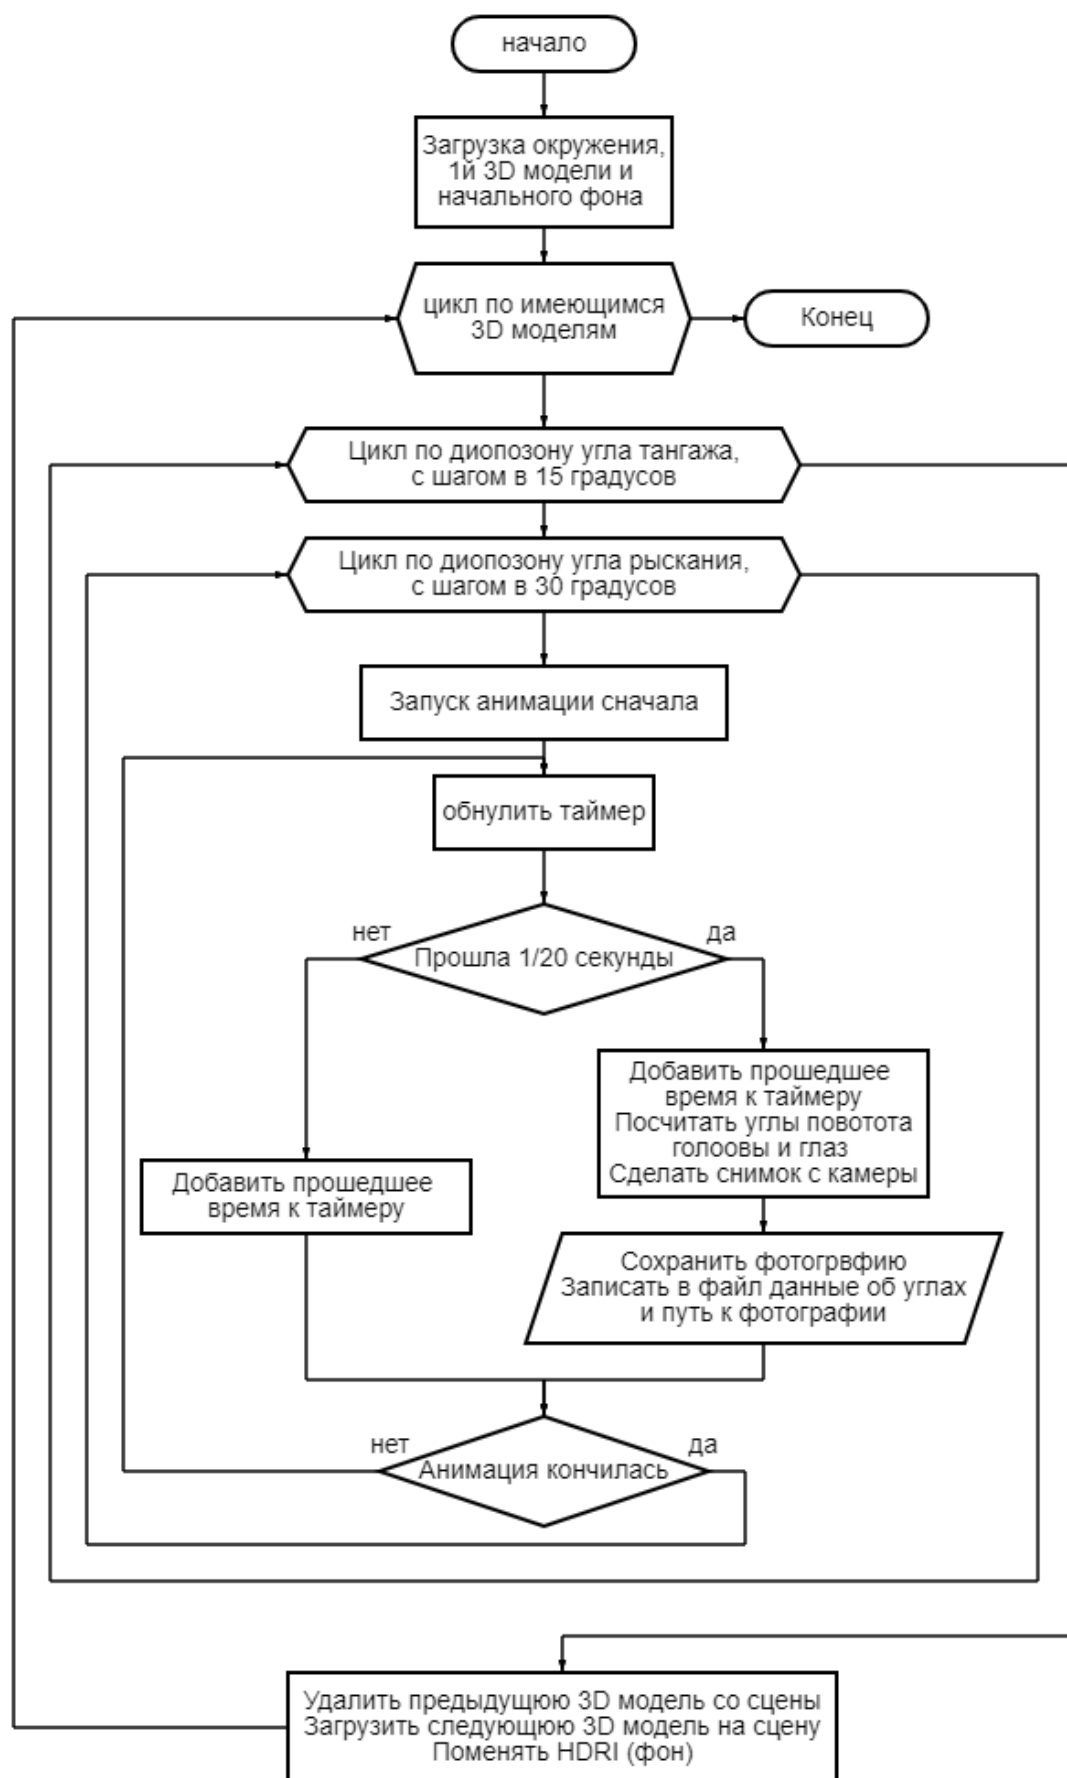 начало
Загрузка окружения,
1й 3D модели и
начального фона
цикл по имеющимся
3D моделям
Конец
Цикл по диопозону угла тангажа,
с шагом в 15 градусов
Цикл по диопозону угла рыскания,
с шагом в 30 градусов
Запуск анимации сначала
обнулить таймер
нет
да
Прошла 1/20 секунды
Добавить прошедшее
время к таймеру
Посчитать углы повотота
голоовы и глаз
Сделать снимок с камеры
Добавить прошедшее
время к таймеру
Сохранить фотогрвфию
Записать в файл данные об углах
и путь к фотографии
нет
да
Анимация кончилась
Удалить предыдущюю 3D модель со сцены
Загрузить следующюю 3D модель на сцену
Поменять HDRI (фон)